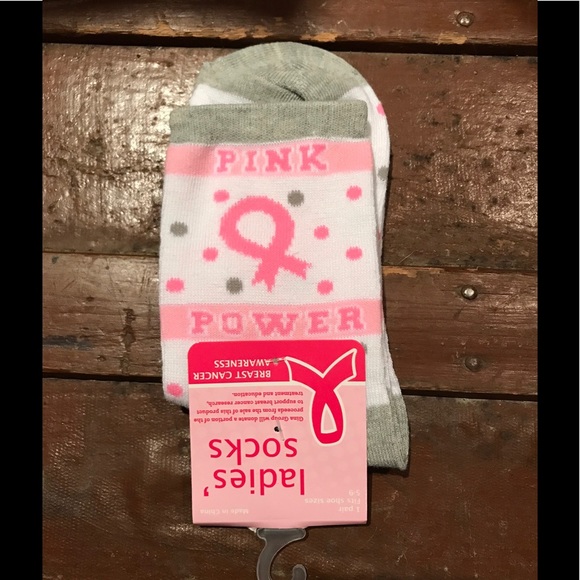 PINK
POWER
ladies'
socks
Gina Group will donate a portion of the
proceeds from the sale of this product
to support breast cancer research,
treatment and education.
BREAST CANCER
AWARENESS
1 pair
Fits shoe sizes
5-9
Made in China